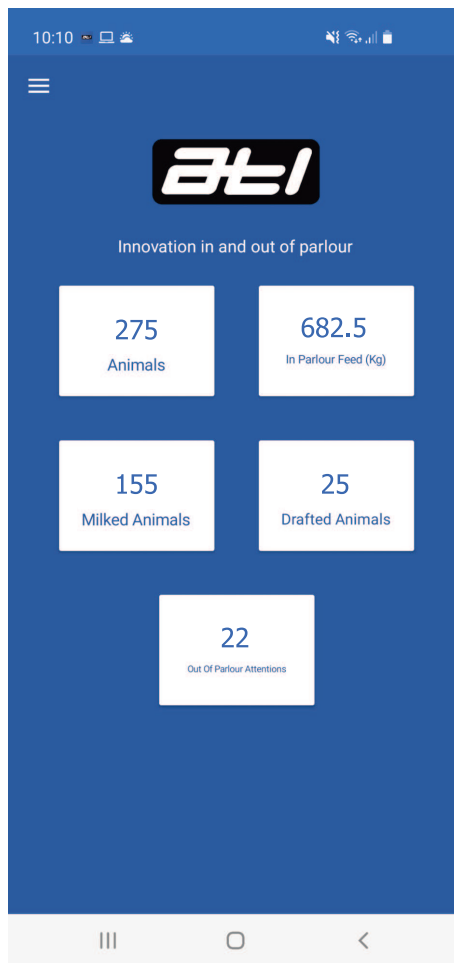 10:10
atl
Innovation in and out of parlour
275
Animals
682.5
In Parlour Feed (Kg)
155
Milked Animals
25
Drafted Animals
22
Out Of Parlour Attentions